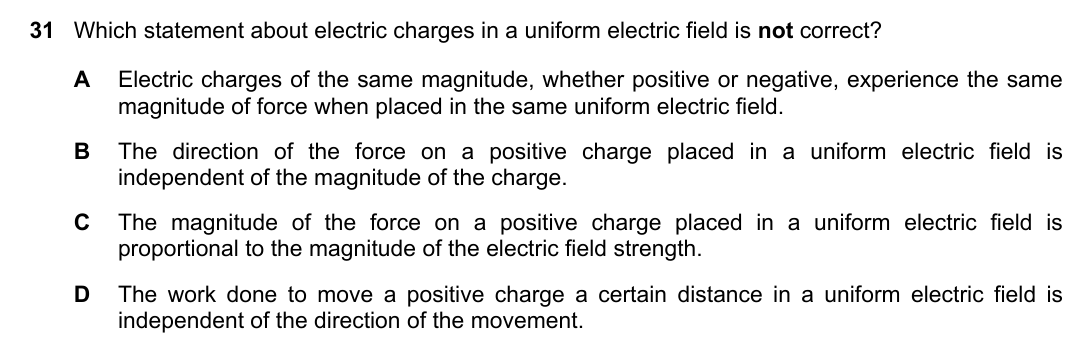 31 Which statement about electric charges in a uniform electric field is not correct?
A Electric charges of the same magnitude, whether positive or negative, experience the same
magnitude of force when placed in the same uniform electric field.
B The direction of the force on a positive charge placed in a uniform electric field is
independent of the magnitude of the charge.
C The magnitude of the force on a positive charge placed in a uniform electric field is
proportional to the magnitude of the electric field strength.
D The work done to move a positive charge a certain distance in a uniform electric field is
independent of the direction of the movement.